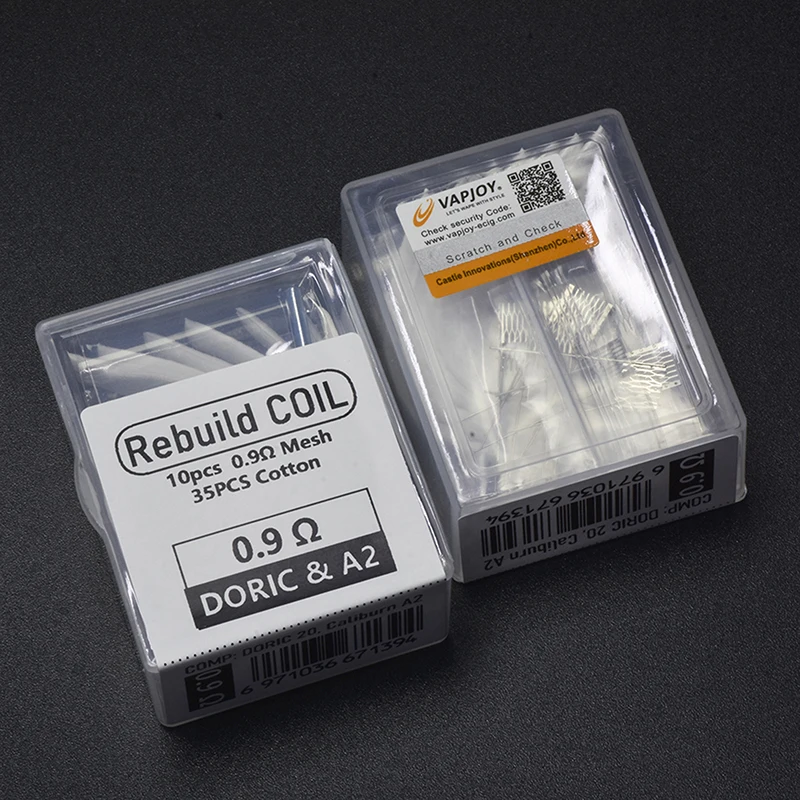 Rebuild COIL
10pcs 0.9Ω Mesh
35PCS Cotton
0.9 Ω
DORIC & A2
COMP: DORIC 20, Caliburn A2
0.9 Ω
6 971036 671394
VAPJOY®
LET'S VAPE WITH STYLE
Check security Code:
www.vapjoy-ecig.com
Scratch and Check
Castle Innovations(Shenzhen)Co.,Ltd
6 971036 671394
0.9 Ω
COMP: DORIC 20, Caliburn A2